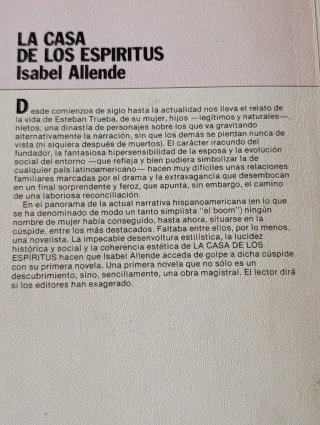 LA CASA
DE LOS ESPIRITUS
Isabel Allende
Desde comienzos de siglo hasta la actualidad nos lleva el relato de
la vida de Esteban Trueba, de su mujer, hijos —legítimos y naturales—,
nietos; una dinastía de personajes sobre los que va gravitando
alternativamente la narración, sin que los demás se pierdan nunca de
vista (ni siquiera después de muertos). El carácter iracundo del
fundador, la fantasiosa hipersensibilidad de la esposa y la evolución
social del entorno —que refleja y bien pudiera simbolizar la de
cualquier país latinoamericano— hacen muy difíciles unas relaciones
familiares marcadas por el drama y la extravagancia que desembocan
en un final sorprendente y feroz, que apunta, sin embargo, el camino
de una laboriosa reconciliación.
En el panorama de la actual narrativa hispanoamericana (en lo que
se ha denominado de modo un tanto simplista "el boom") ningún
nombre de mujer había conseguido, hasta ahora, situarse en la
cúspide, entre los más destacados. Faltaba entre ellos, por lo menos,
una novelista. La impecable desenvoltura estilística, la lucidez
histórica y social y la coherencia estética de LA CASA DE LOS
ESPÍRITUS hacen que Isabel Allende acceda de golpe a dicha cúspide
con su primera novela. Una primera novela que no sólo es un
descubrimiento, sino, sencillamente, una obra magistral. El lector dirá
si los editores han exagerado.